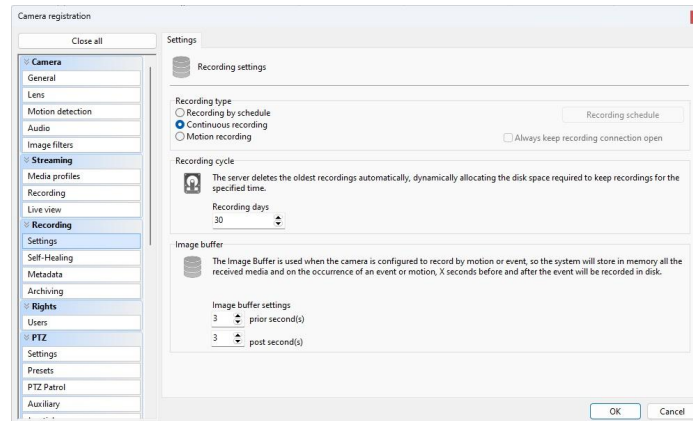 Camera registration
Close all
Camera
General
Lens
Motion detection
Audio
Image filters
Streaming
Media profiles
Recording
Live view
Recording
Settings
Self-Healing
Metadata
Archiving
Rights
Users
PTZ
Settings
Presets
PTZ Patrol
Auxiliary
Settings
Recording settings
Recording type
Recording by schedule
Continuous recording
Motion recording
Recording schedule
Always keep recording connection open
Recording cycle
The server deletes the oldest recordings automatically, dynamically allocating the disk space required to keep recordings for the
specified time.
Recording days
30
Image buffer
The Image Buffer is used when the camera is configured to record by motion or event, so the system will store in memory all the
received media and on the occurrence of an event or motion, X seconds before and after the event will be recorded in disk.
Image buffer settings
3 prior second(s)
3 post second(s)
OK Cancel